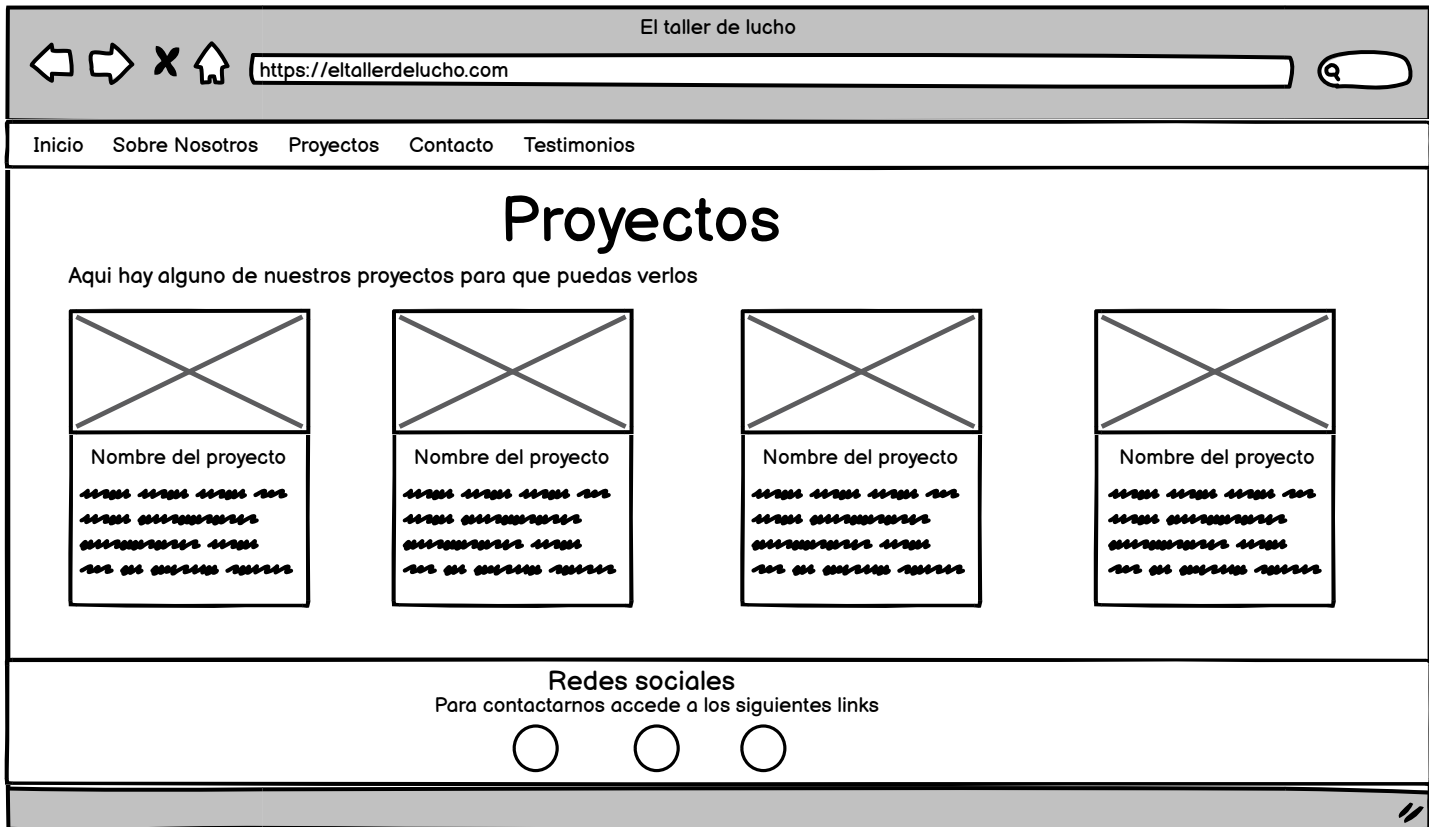 El taller de lucho
https://eltallerdelucho.com
Inicio Sobre Nosotros Proyectos Contacto Testimonios
Proyectos
Aqui hay alguno de nuestros proyectos para que puedas verlos
Nombre del proyecto
Nombre del proyecto
Nombre del proyecto
Nombre del proyecto
Redes sociales
Para contactarnos accede a los siguientes links